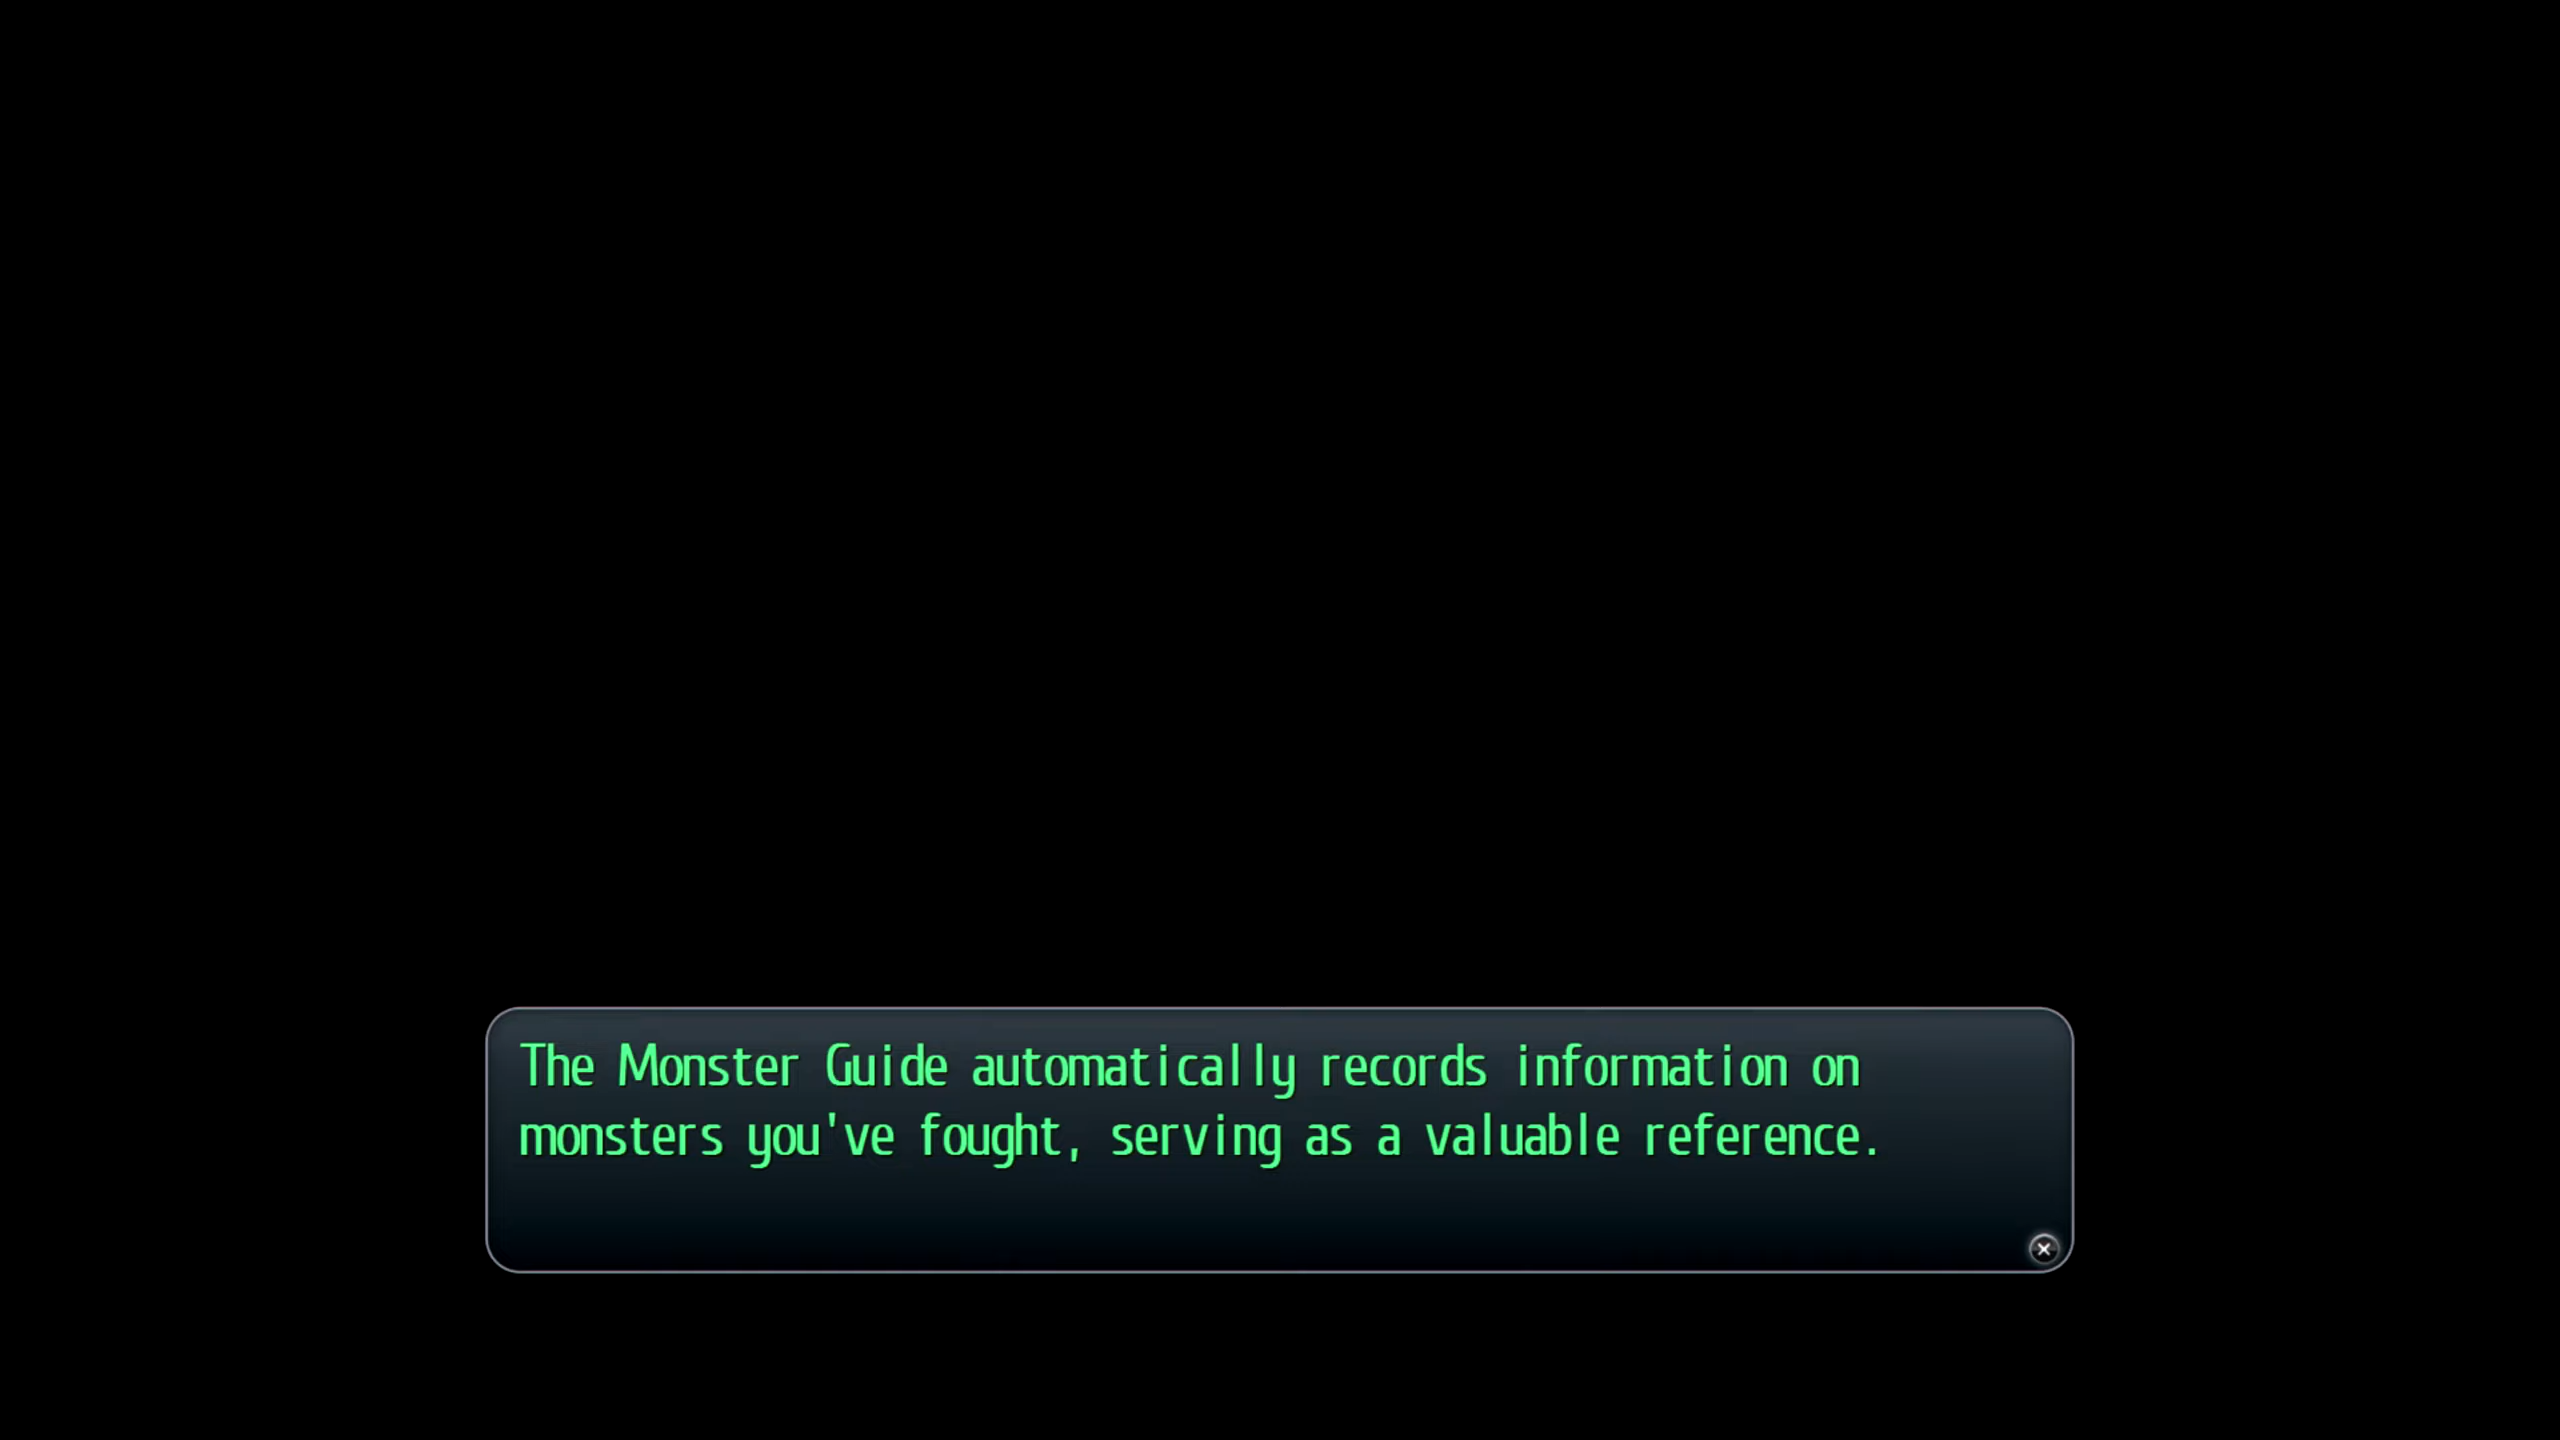 The Monster Guide automatically records information on
monsters you've fought, serving as a valuable reference.